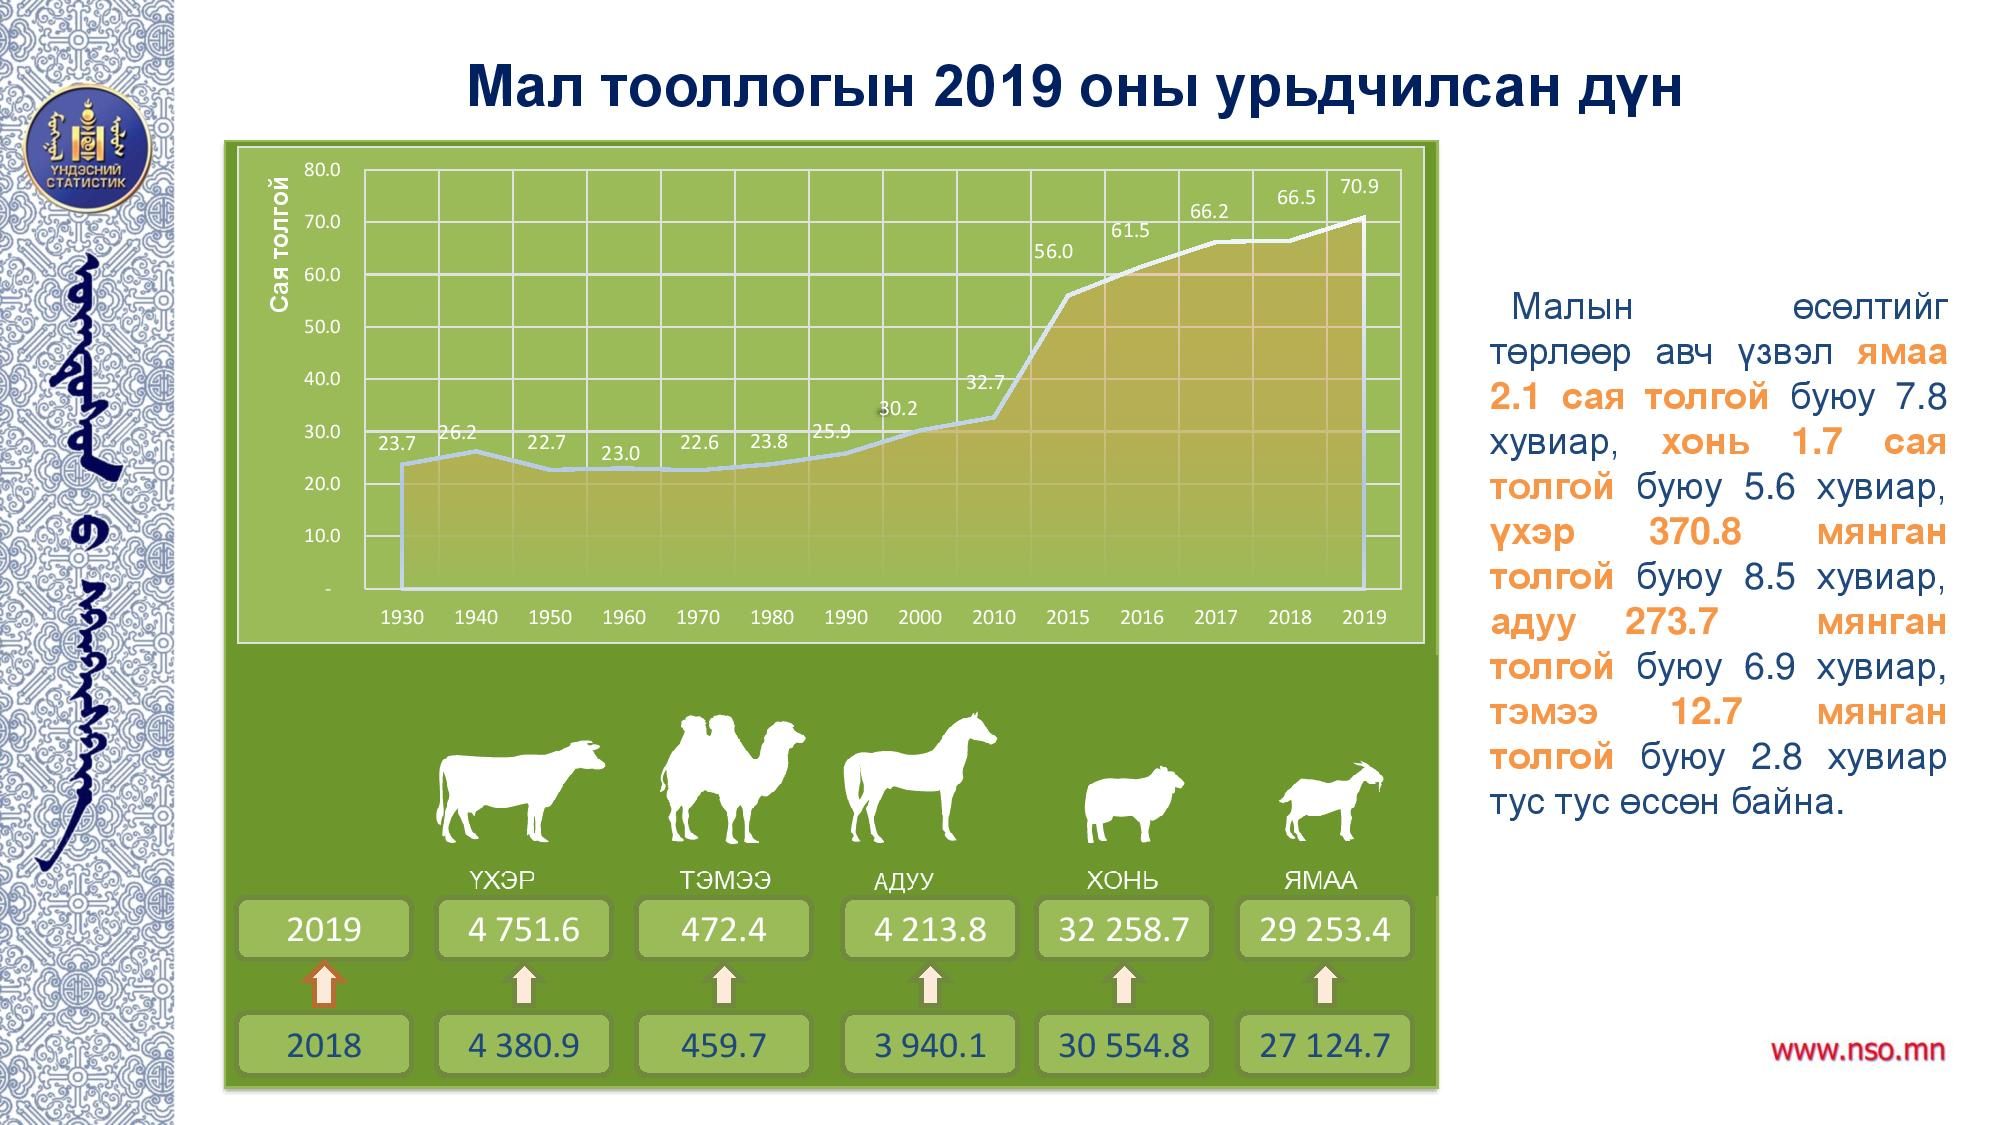 Мал тооллогын 2019 оны урьдчилсан дүн
ҮНДЭСНИЙ
СТАТИСТИК
Сая толгой
80.0
70.0
60.0
50.0
40.0
30.0
20.0
10.0
-
23.7 26.2 22.7 23.0 22.6 23.8 25.9 30.2 32.7 56.0 61.5 66.2 66.5 70.9
1930 1940 1950 1960 1970 1980 1990 2000 2010 2015 2016 2017 2018 2019
ҮХЭР ТЭМЭЭ АДУУ ХОНЬ ЯМАА
2019 4 751.6 472.4 4 213.8 32 258.7 29 253.4
2018 4 380.9 459.7 3 940.1 30 554.8 27 124.7
Малын өсөлтийг
төрлөөр авч үзвэл ямаа
2.1 сая толгой буюу 7.8
хувиар, хонь 1.7 сая
толгой буюу 5.6 хувиар,
үхэр 370.8 мянган
толгой буюу 8.5 хувиар,
адуу 273.7 мянган
толгой буюу 6.9 хувиар,
тэмээ 12.7 мянган
толгой буюу 2.8 хувиар
тус тус өссөн байна.
www.nso.mn